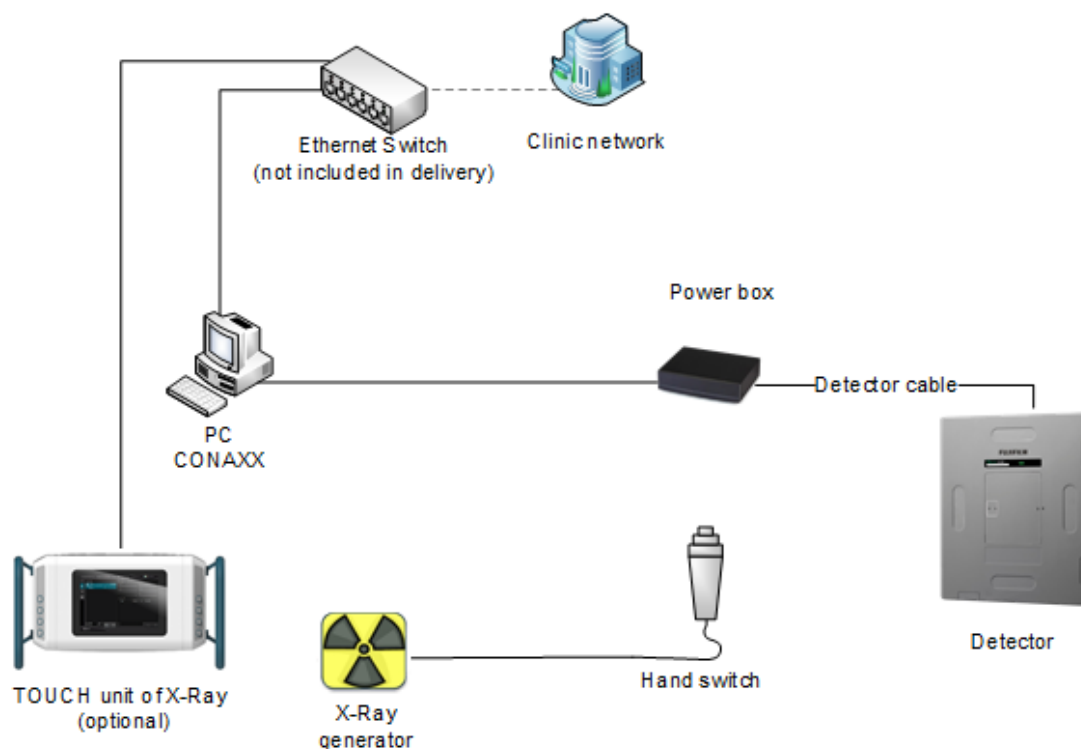 Ethernet Switch
(not included in delivery)
Clinic network
Power box
Detector cable
PC
CONAXX
FUJIFILM
Detector
Hand switch
TOUCH unit of X-Ray
(optional)
X-Ray
generator